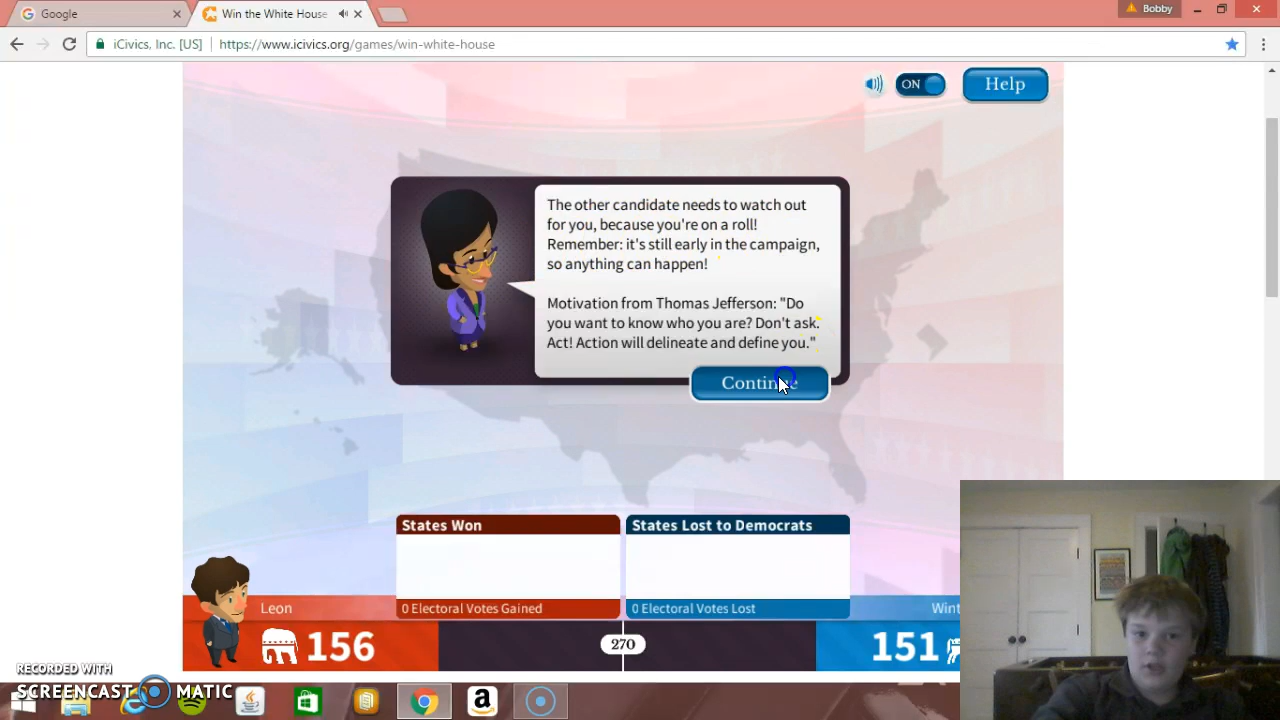 Google
Win the White House
Bobby
iCivics, Inc. [US]
https://www.icivics.org/games/win-white-house
ON
Help
The other candidate needs to watch out
for you, because you're on a roll!
Remember: it's still early in the campaign,
so anything can happen!
Motivation from Thomas Jefferson: "Do
you want to know who you are? Don't ask.
Act! Action will delineate and define you."
Continue
States Won
States Lost to Democrats
0 Electoral Votes Gained
0 Electoral Votes Lost
Leon
Wint
156
270
151
RECORDED WITH
SCREENCAST MATIC